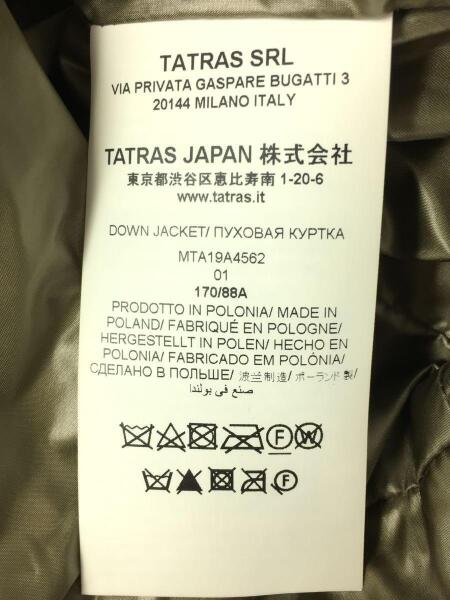 TATRAS SRL
VIA PRIVATA GASPARE BUGATTI 3
20144 MILANO ITALY
TATRAS JAPAN 株式会社
東京都渋谷区恵比寿南 1-20-6
www.tatras.it
DOWN JACKET/ ПУХОВАЯ КУРТКА
MTA19A4562
01
170/88A
PRODOTTO IN POLONIA/ MADE IN
POLAND/ FABRIQUÉ EN POLOGNE/
HERGESTELLT IN POLEN/ HECHO EN
POLONIA/ FABRICADO EM POLÓNIA/
СДЕЛАНО В ПОЛЬШЕ/ 波兰制造/ ポーランド製/
صنع في بولندا
F W
F